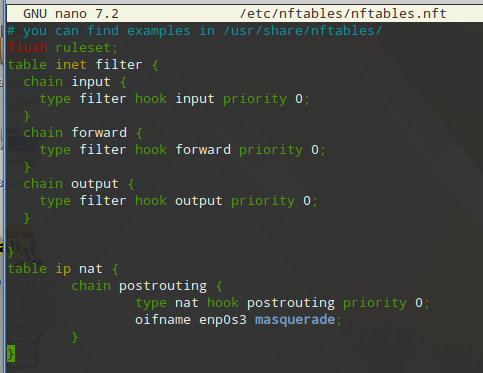 GNU nano 7.2 /etc/nftables/nftables.nft
# you can find examples in /usr/share/nftables/
flush ruleset;
table inet filter {
chain input {
type filter hook input priority 0;
}
chain forward {
type filter hook forward priority 0;
}
chain output {
type filter hook output priority 0;
}
}
table ip nat {
chain postrouting {
type nat hook postrouting priority 0;
oifname enp0s3 masquerade;
}
}